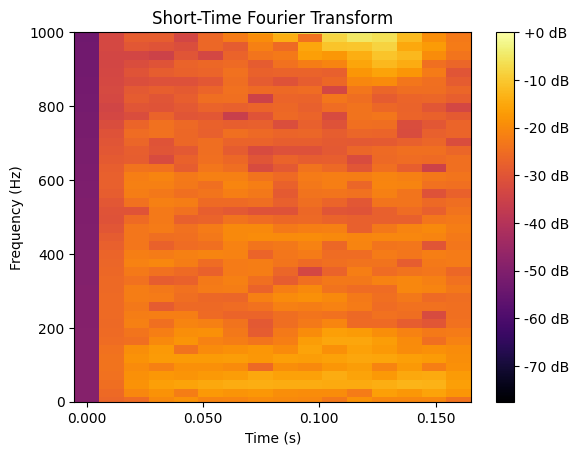 Short-Time Fourier Transform
1000
800
600
400
200
0
Frequency (Hz)
0.000
0.050
0.100
0.150
Time (s)
+0 dB
-10 dB
-20 dB
-30 dB
-40 dB
-50 dB
-60 dB
-70 dB